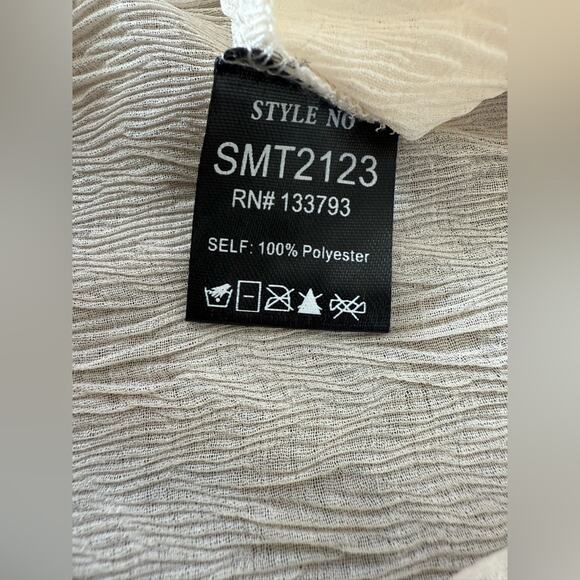 STYLE NO
SMT2123
RN# 133793
SELF: 100% Polyester